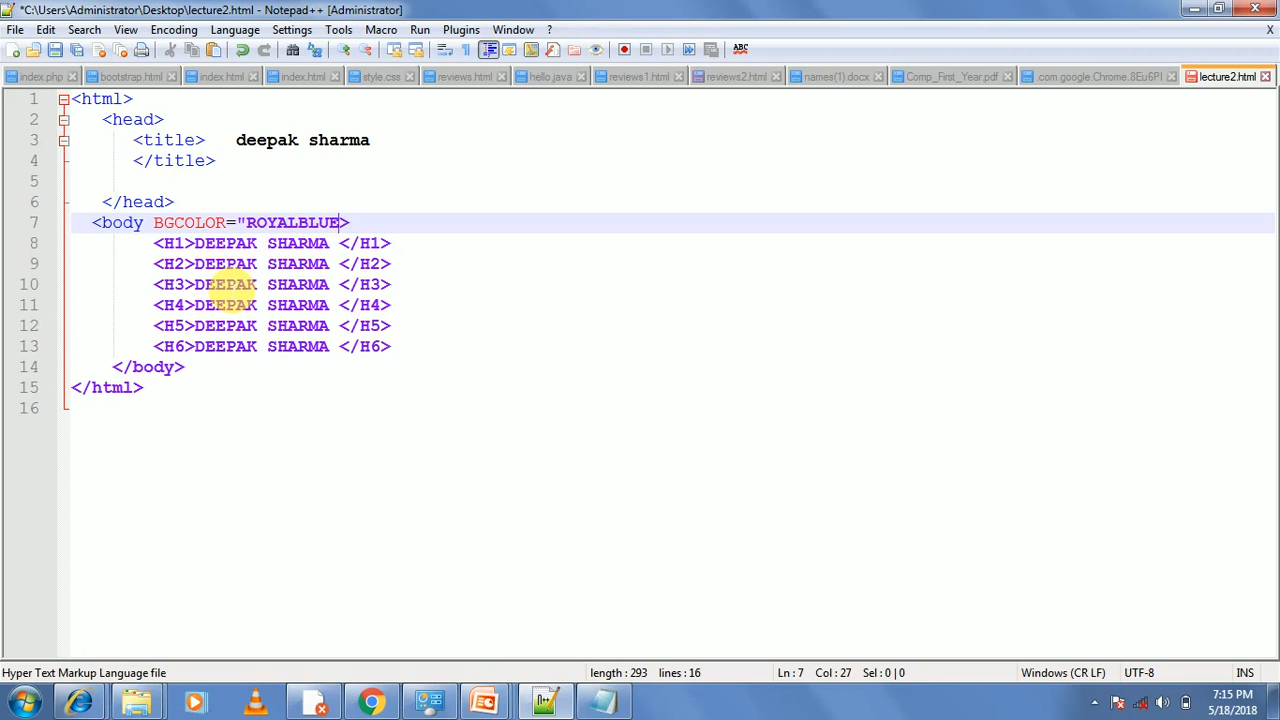 *C:\Users\Administrator\Desktop\lecture2.html - Notepad++ [Administrator]
File Edit Search View Encoding Language Settings Tools Macro Run Plugins Window ? X
ABC
index.php bootstrap.html index.html index.html style.css reviews.html hello.java reviews1.html reviews2.html names(1).docx Comp_First_Year.pdf .com.google.Chrome.8Eu6PI lecture2.html
1 <html>
2 <head>
3 <title> deepak sharma
4 </title>
5
6 </head>
7 <body BGCOLOR="ROYALBLUE>
8 <H1>DEEPAK SHARMA </H1>
9 <H2>DEEPAK SHARMA </H2>
10 <H3>DEEPAK SHARMA </H3>
11 <H4>DEEPAK SHARMA </H4>
12 <H5>DEEPAK SHARMA </H5>
13 <H6>DEEPAK SHARMA </H6>
14 </body>
15 </html>
16
Hyper Text Markup Language file length : 293 lines : 16 Ln : 7 Col : 27 Sel : 0 | 0 Windows (CR LF) UTF-8 INS
7:15 PM
5/18/2018